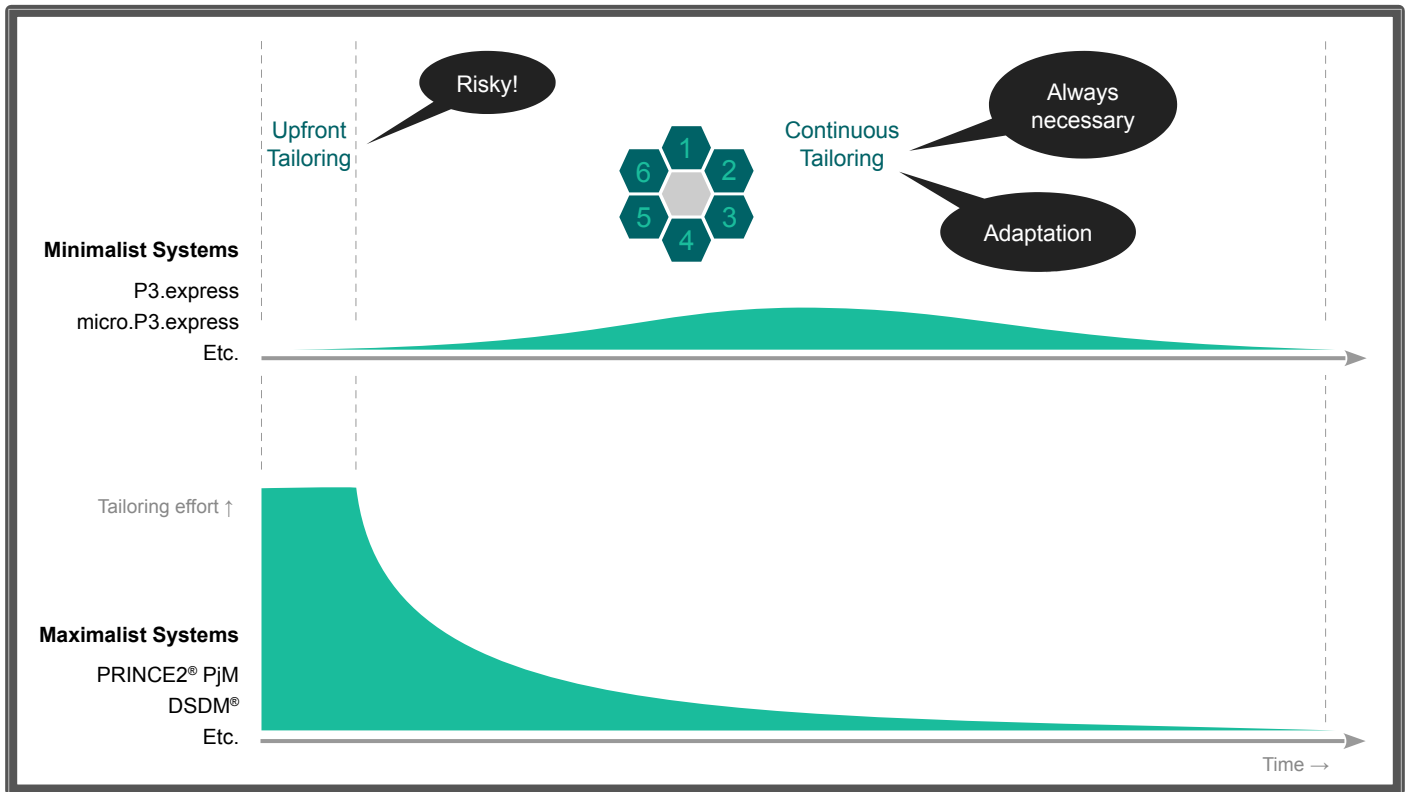 Risky!
Always
necessary
Upfront
Tailoring
Continuous
Tailoring
1
2
3
4
5
6
Adaptation
Minimalist Systems
P3.express
micro.P3.express
Etc.
Tailoring effort ↑
Maximalist Systems
PRINCE2® PjM
DSDM®
Etc.
Time →